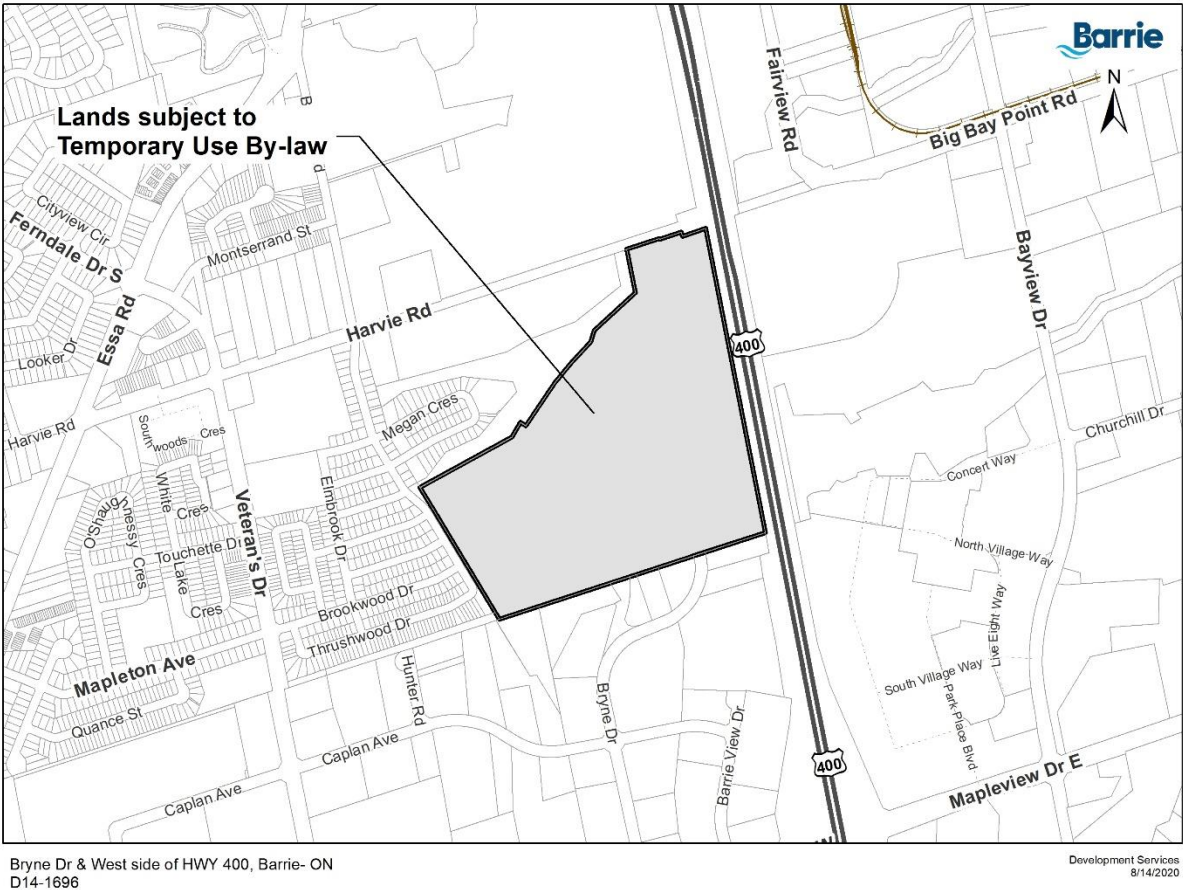 Barrie
N
Lands subject to
Temporary Use By-law
Fairview Rd
Big Bay Point Rd
B
d
Cityview Cir
Ferndale Dr S
Montserrand St
Bayview Dr
Essa Rd
Harvie Rd
Looker Dr
400
Megan Cres
Harvie Rd
South
woods
Cres
Churchill Dr
Concert Way
White
Cres
Elmbrook Dr
Veteran's Dr
O'Shaug
hnessy
Cres
Touchette Dr
Lake
Cres
North Village Way
Live Eight Way
Brookwood Dr
Thrushwood Dr
Mapleton Ave
Hunter Rd
Quance St
South Village Way
Park Place Blvd
Bryne Dr
Barrie View Dr
Caplan Ave
400
Mapleview Dr E
Caplan Ave
Bryne Dr & West side of HWY 400, Barrie- ON
D14-1696
Development Services
8/14/2020